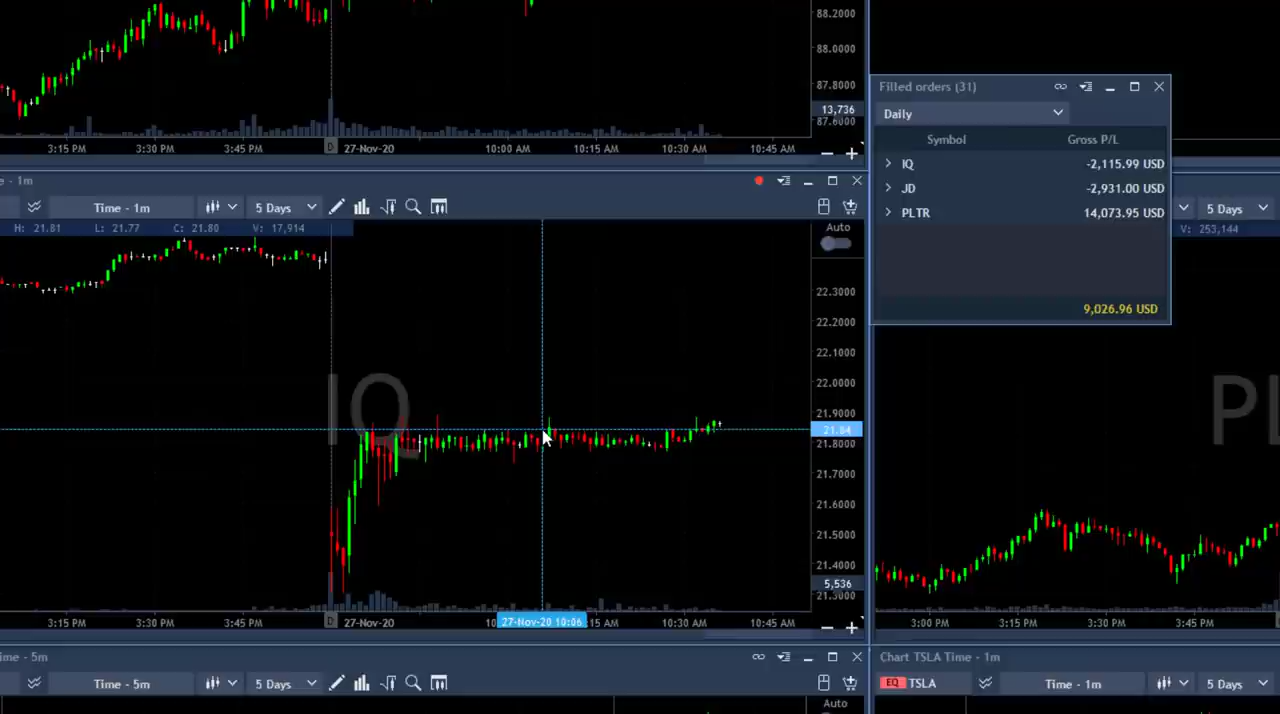 88.2000
88.0000
87.8000
13,736
87.6000
3:15 PM 3:30 PM 3:45 PM D 27-Nov-20 10:00 AM 10:15 AM 10:30 AM 10:45 AM
Filled orders (31)
Daily
Symbol Gross P/L
IQ -2,115.99 USD
JD -2,931.00 USD
PLTR 14,073.95 USD
9,026.96 USD
- 1m
Time - 1m 5 Days
H: 21.81 L: 21.77 C: 21.80 V: 17,914
Auto
5 Days
V: 253,144
IQ
22.3000
22.2000
22.1000
22.0000
21.9000
21.84
21.8000
21.7000
21.6000
21.5000
21.4000
5,536
21.3000
3:15 PM 3:30 PM 3:45 PM D 27-Nov-20 10 27-Nov-20 10:06 :15 AM 10:30 AM 10:45 AM
PL
3:00 PM 3:15 PM 3:30 PM 3:45 PM
ime - 5m
Time - 5m 5 Days
Auto
Chart TSLA Time - 1m
EQ TSLA Time - 1m 5 Days